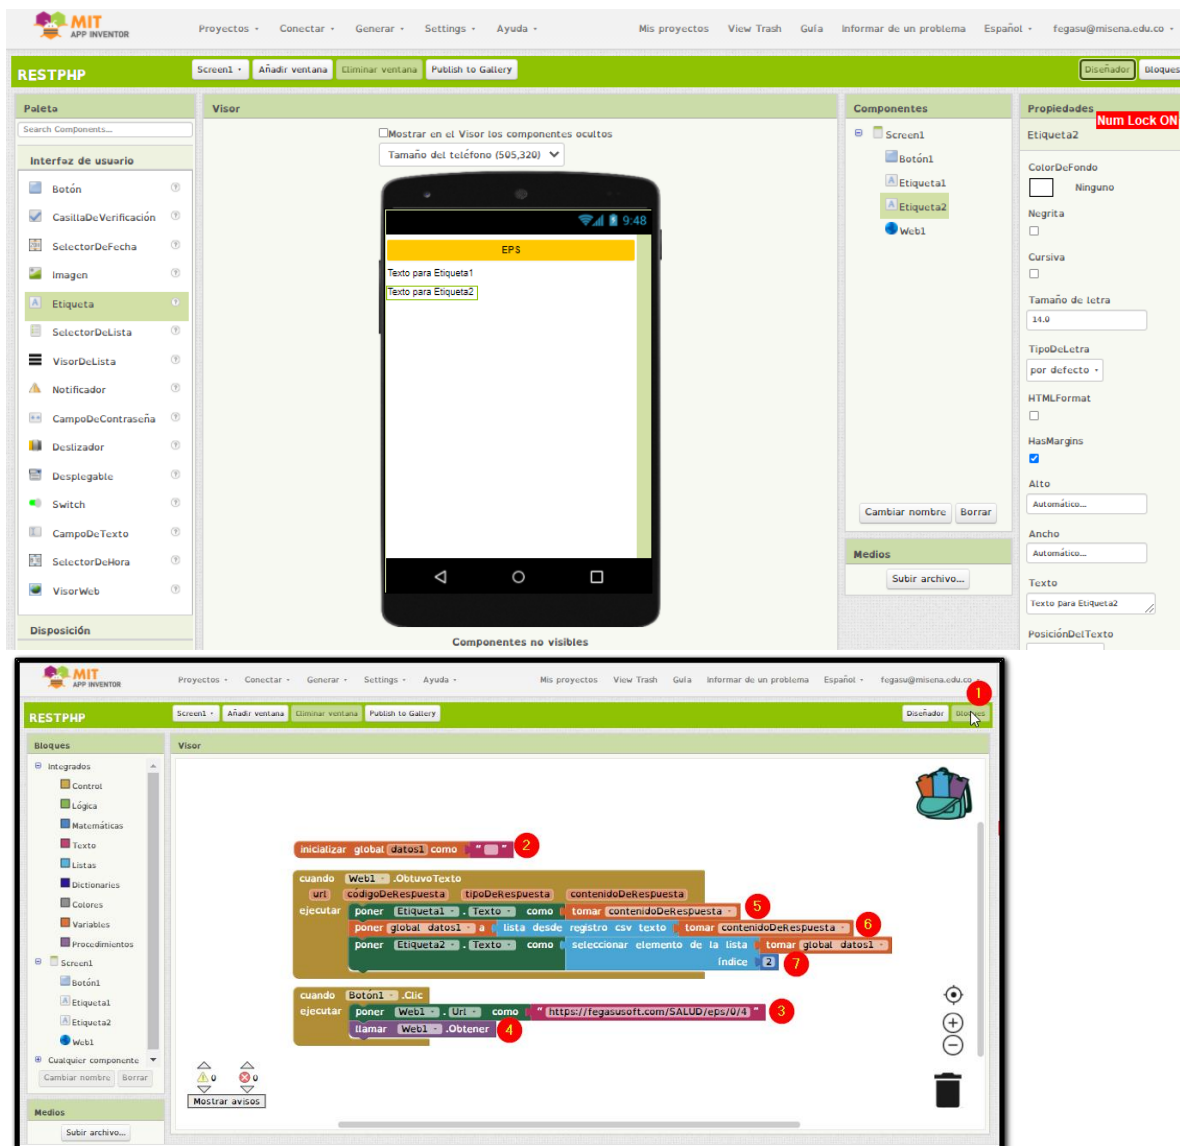 MIT
APP INVENTOR
Proyectos
Conectar
Generar
Settings
Ayuda
Mis proyectos
View Trash
Guía
Informar de un problema
Español
fegasu@misena.edu.co
RESTPHP
Screen1
Añadir ventana
Eliminar ventana
Publish to Gallery
Diseñador
Bloques
Paleta
Search Components...
Interfaz de usuario
Botón
CasillaDeVerificación
SelectorDeFecha
Imagen
Etiqueta
SelectorDeLista
VisorDeLista
Notificador
CampoDeContraseña
Deslizador
Desplegable
Switch
CampoDeTexto
SelectorDeHora
VisorWeb
Disposición
Visor
Mostrar en el Visor los componentes ocultos
Tamaño del teléfono (505,320)
9:48
EPS
Texto para Etiqueta1
Texto para Etiqueta2
Componentes no visibles
Componentes
Screen1
Botón1
Etiqueta1
Etiqueta2
Web1
Cambiar nombre
Borrar
Medios
Subir archivo...
Propiedades
Num Lock ON
Etiqueta2
ColorDeFondo
Ninguno
Negrita
Cursiva
Tamaño de letra
14.0
TipoDeLetra
por defecto
HTMLFormat
HasMargins
Alto
Automático...
Ancho
Automático...
Texto
Texto para Etiqueta2
PosiciónDelTexto
MIT
APP INVENTOR
Proyectos
Conectar
Generar
Settings
Ayuda
Mis proyectos
View Trash
Guía
Informar de un problema
Español
fegasu@misena.edu.co
1
RESTPHP
Screen1
Añadir ventana
Eliminar ventana
Publish to Gallery
Diseñador
Bloques
Bloques
Integrados
Control
Lógica
Matemáticas
Texto
Listas
Dictionaries
Colores
Variables
Procedimientos
Screen1
Botón1
Etiqueta1
Etiqueta2
Web1
Cualquier componente
Cambiar nombre
Borrar
Medios
Subir archivo...
Visor
inicializar global datos1 como " " 2
cuando Web1 .ObtuvoTexto
url códigoDeRespuesta tipoDeRespuesta contenidoDeRespuesta
ejecutar poner Etiqueta1 . Texto como tomar contenidoDeRespuesta 5
poner global datos1 a lista desde registro csv texto tomar contenidoDeRespuesta 6
poner Etiqueta2 . Texto como seleccionar elemento de la lista tomar global datos1
índice 2 7
cuando Botón1 .Clic
ejecutar poner Web1 . Url como " https://fegasusoft.com/SALUD/eps/0/4 " 3
llamar Web1 .Obtener 4
0 0
Mostrar avisos